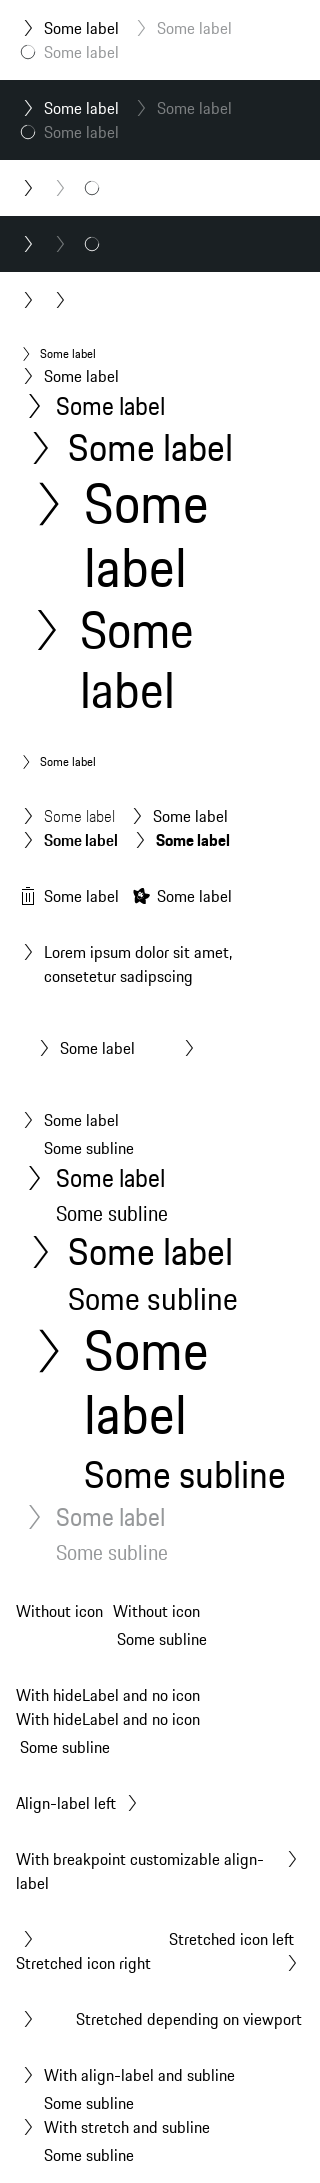 Some label Some label
Some label
Some label Some label
Some label
Some label
Some label
Some label
Some label
Some
label
Some
label
Some label
Some label Some label
Some label Some label
Some label Some label
Lorem ipsum dolor sit amet,
consetetur sadipscing
Some label
Some label
Some subline
Some label
Some subline
Some label
Some subline
Some
label
Some subline
Some label
Some subline
Without icon Without icon
Some subline
With hideLabel and no icon
With hideLabel and no icon
Some subline
Align-label left
With breakpoint customizable align-
label
Stretched icon left
Stretched icon right
Stretched depending on viewport
With align-label and subline
Some subline
With stretch and subline
Some subline